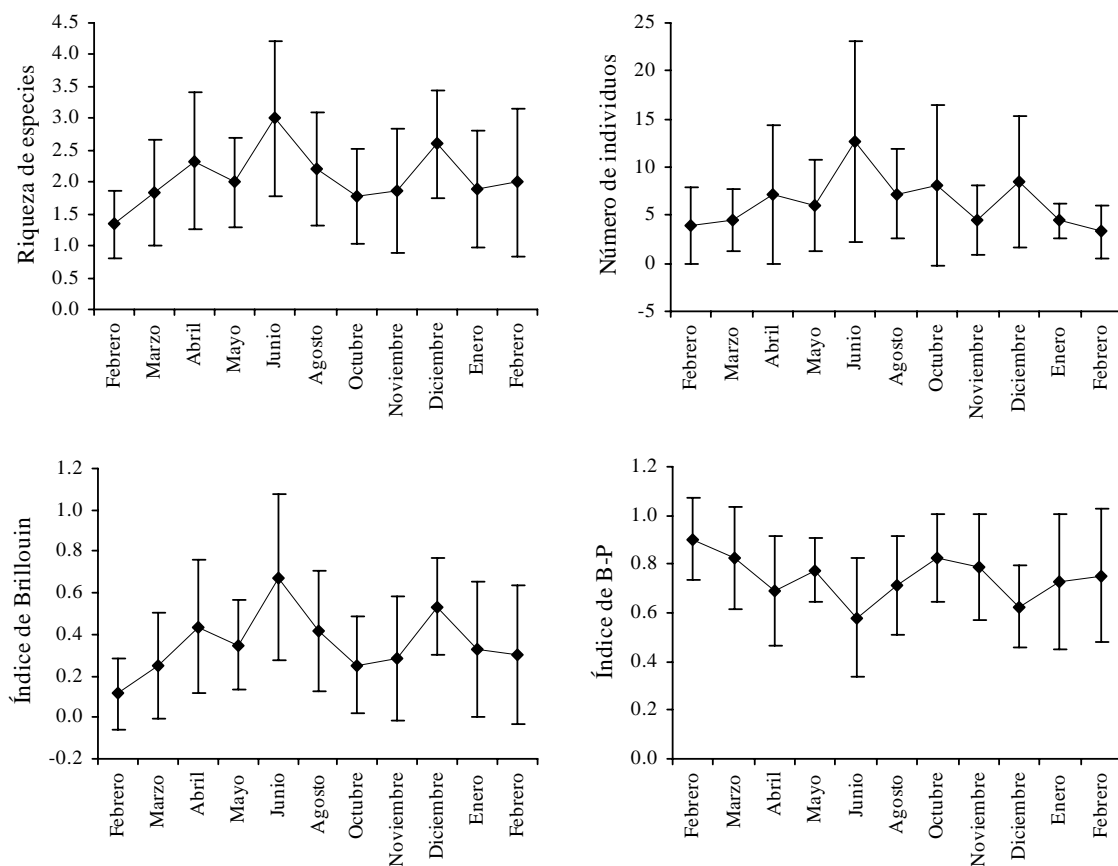 4.5
4.0
3.5
3.0
2.5
2.0
1.5
1.0
0.5
0.0
Riqueza de especies
Febrero
Marzo
Abril
Mayo
Junio
Agosto
Octubre
Noviembre
Diciembre
Enero
Febrero
25
20
15
10
5
0
-5
Número de individuos
Febrero
Marzo
Abril
Mayo
Junio
Agosto
Octubre
Noviembre
Diciembre
Enero
Febrero
1.2
1.0
0.8
0.6
0.4
0.2
0.0
-0.2
Índice de Brillouin
Febrero
Marzo
Abril
Mayo
Junio
Agosto
Octubre
Noviembre
Diciembre
Enero
Febrero
1.2
1.0
0.8
0.6
0.4
0.2
0.0
Índice de B-P
Febrero
Marzo
Abril
Mayo
Junio
Agosto
Octubre
Noviembre
Diciembre
Enero
Febrero